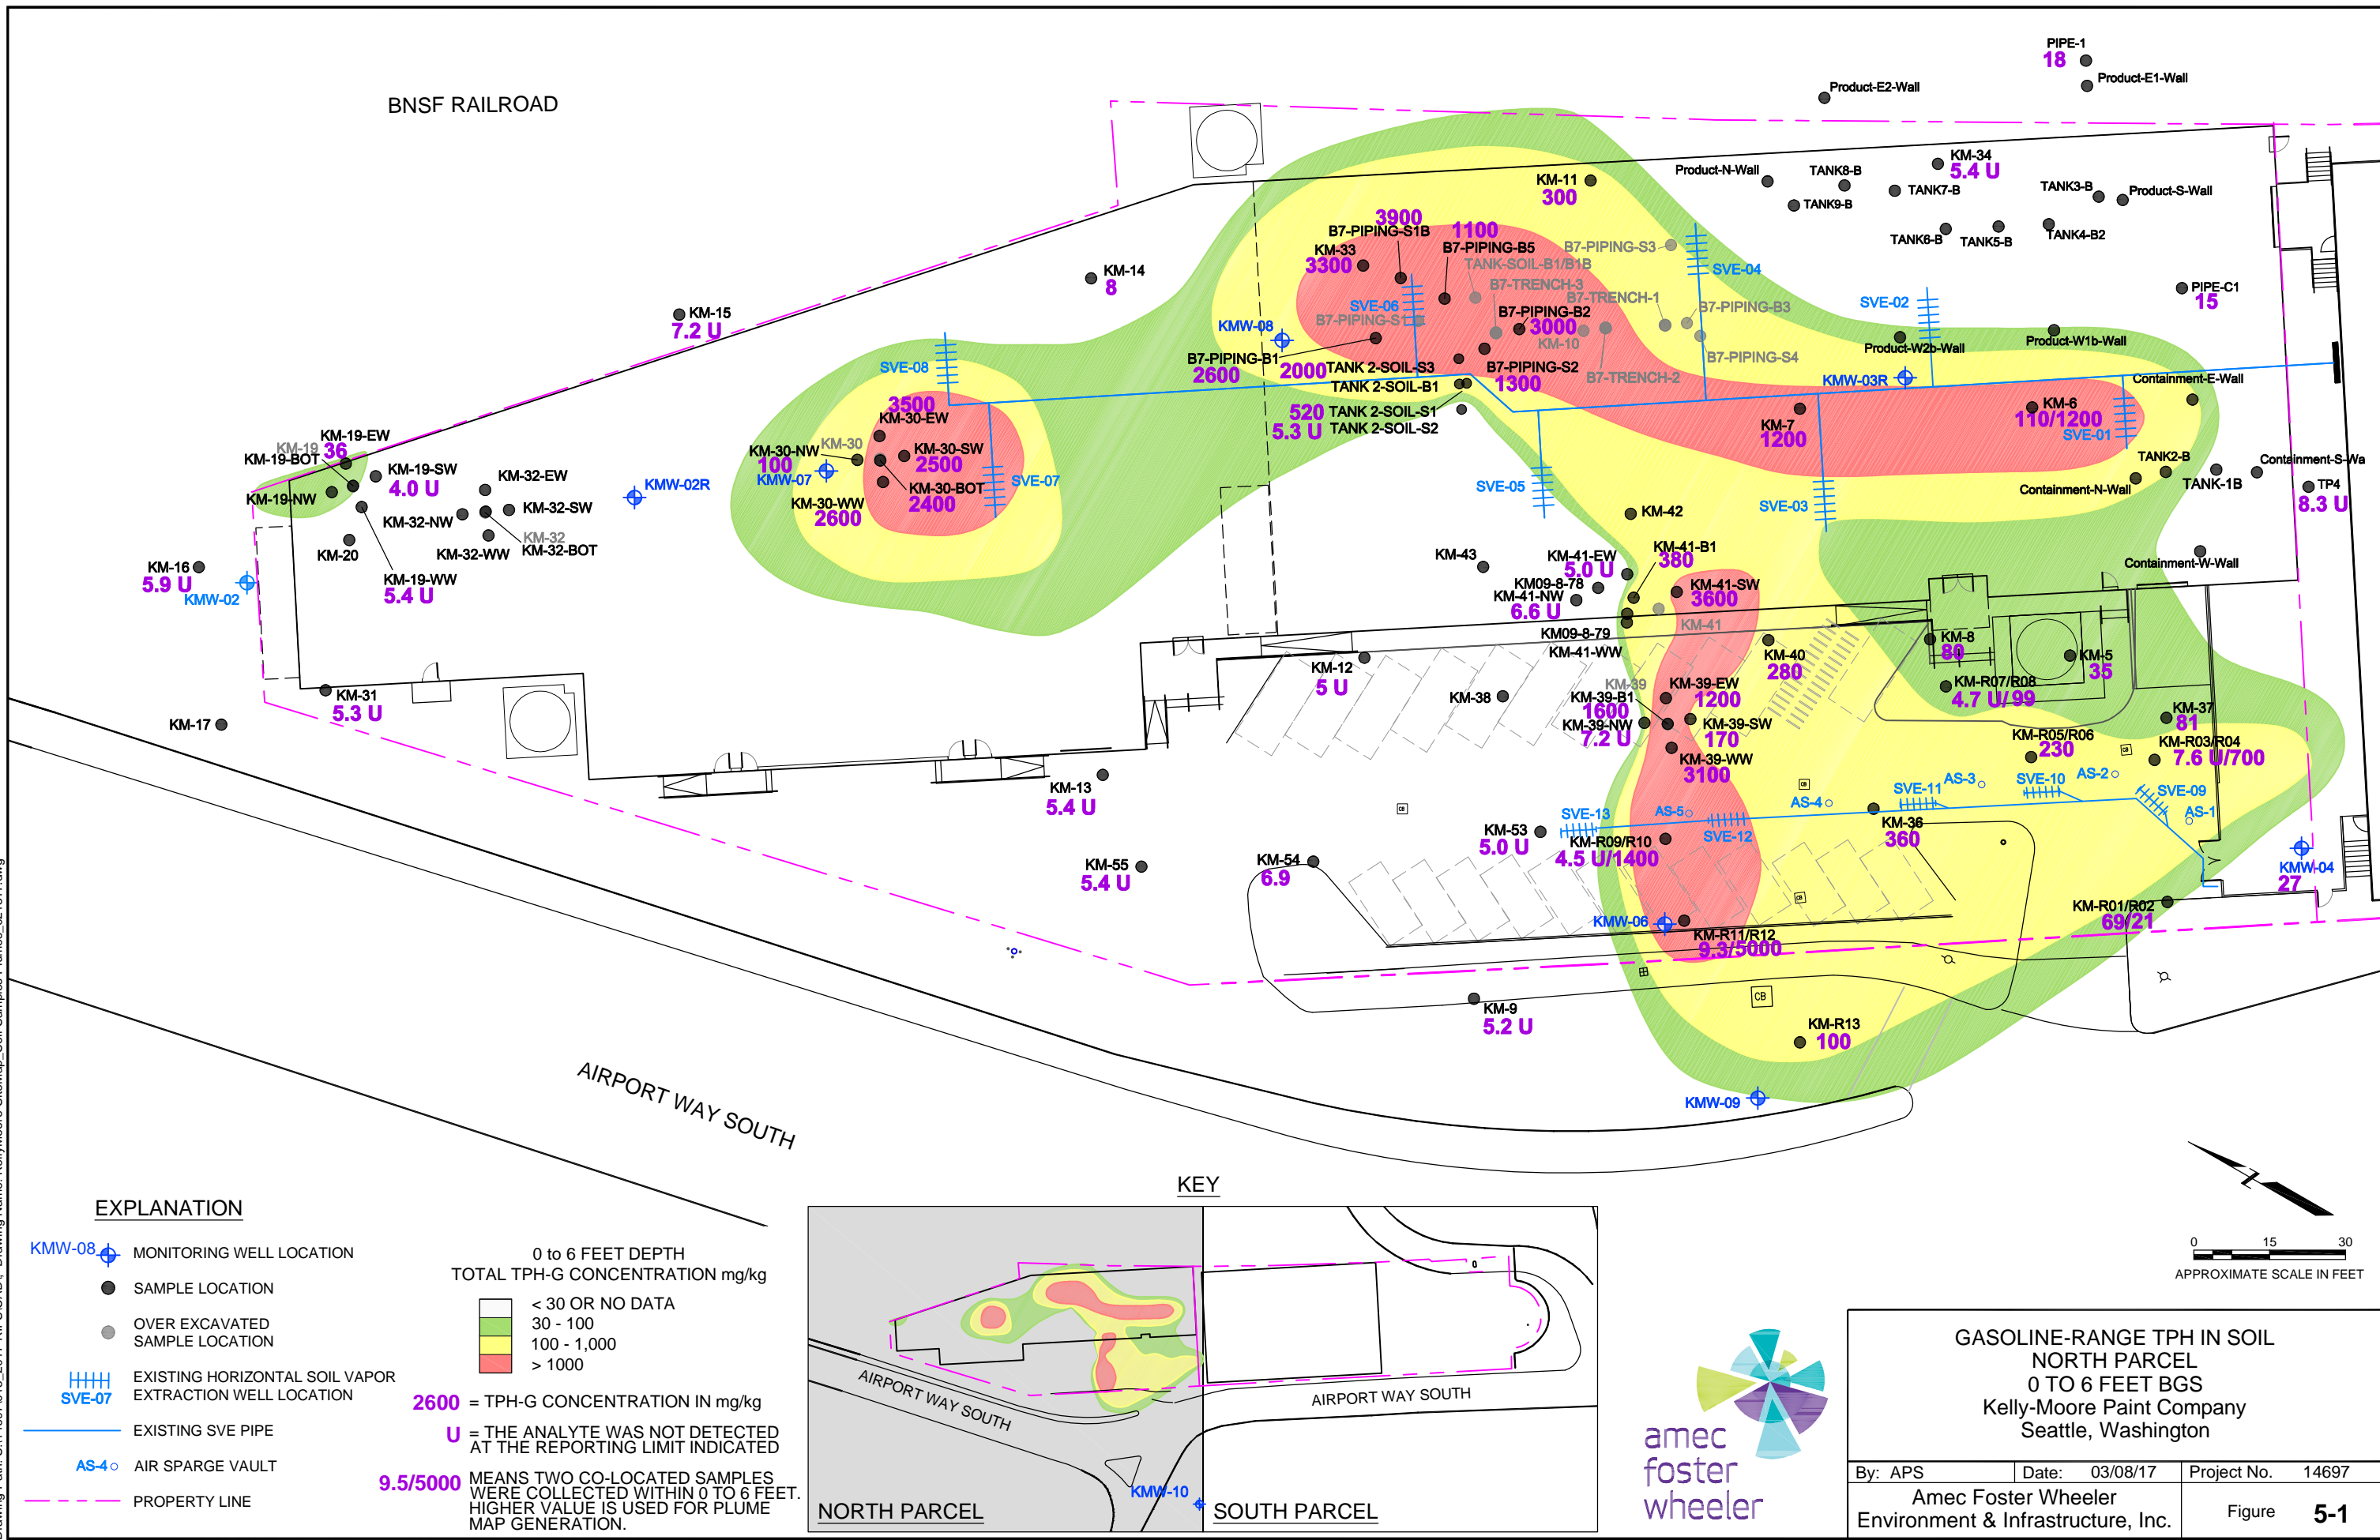 BNSF RAILROAD
PIPE-1
18
Product-E1-Wall
Product-E2-Wall
KM-34
5.4 U
Product-N-Wall
TANK8-B
TANK7-B
TANK9-B
TANK3-B
Product-S-Wall
TANK6-B
TANK5-B
TANK4-B2
KM-11
300
3900
B7-PIPING-S1B
1100
B7-PIPING-B5
KM-33
3300
B7-PIPING-S3
TANK-SOIL-B1/B1B
SVE-04
KM-14
8
B7-TRENCH-3
B7-TRENCH-1
SVE-06
B7-PIPING-S1
B7-PIPING-B2
3000
B7-PIPING-B3
SVE-02
PIPE-C1
15
KM-15
7.2 U
KMW-08
KM-10
B7-PIPING-S4
Product-W2b-Wall
Product-W1b-Wall
B7-PIPING-B1
2600
2000
TANK 2-SOIL-S3
B7-PIPING-S2
1300
B7-TRENCH-2
SVE-08
TANK 2-SOIL-B1
KMW-03R
Containment-E-Wall
520
TANK 2-SOIL-S1
5.3 U
TANK 2-SOIL-S2
3500
KM-30-EW
KM-7
1200
KM-6
110/1200
SVE-01
KM-19-EW
36
KM-19
KM-19-BOT
KM-19-SW
4.0 U
KM-19-NW
KM-30
KM-30-NW
100
KMW-07
KM-30-SW
2500
KM-30-BOT
2400
KM-30-WW
2600
SVE-07
KM-32-EW
KM-32-SW
KM-32-NW
KM-32
KM-32-WW
KM-32-BOT
KMW-02R
KM-20
KM-19-WW
5.4 U
KM-16
5.9 U
KMW-02
SVE-05
SVE-03
TANK2-B
Containment-N-Wall
TANK-1B
Containment-S-Wa
TP4
8.3 U
Containment-W-Wall
KM-42
KM-43
KM-41-EW
5.0 U
KM-41-B1
380
KM09-8-78
KM-41-NW
6.6 U
KM-41-SW
3600
KM-41
KM09-8-79
KM-41-WW
KM-40
280
KM-8
80
KM-5
35
KM-R07/R08
4.7 U/99
KM-12
5 U
KM-38
KM-39
KM-39-EW
1200
KM-39-B1
1600
KM-39-NW
7.2 U
KM-39-SW
170
KM-39-WW
3100
KM-37
81
KM-R05/R06
230
KM-R03/R04
7.6 U/700
KM-31
5.3 U
KM-17
KM-13
5.4 U
CB
CB
CB
CB
CB
AS-3
SVE-10
AS-2
SVE-09
AS-1
SVE-11
AS-4
AS-5
SVE-12
SVE-13
KM-53
5.0 U
KM-R09/R10
4.5 U/1400
KM-36
360
KMW-04
27
KM-55
5.4 U
KM-54
6.9
KM-R01/R02
69/21
KMW-06
KM-R11/R12
9.3/5000
KM-9
5.2 U
KM-R13
100
KMW-09
AIRPORT WAY SOUTH
EXPLANATION
KMW-08
MONITORING WELL LOCATION
SAMPLE LOCATION
OVER EXCAVATED
SAMPLE LOCATION
EXISTING HORIZONTAL SOIL VAPOR
SVE-07
EXTRACTION WELL LOCATION
EXISTING SVE PIPE
AS-4
AIR SPARGE VAULT
PROPERTY LINE
0 to 6 FEET DEPTH
TOTAL TPH-G CONCENTRATION mg/kg
< 30 OR NO DATA
30 - 100
100 - 1,000
> 1000
2600 = TPH-G CONCENTRATION IN mg/kg
U = THE ANALYTE WAS NOT DETECTED
AT THE REPORTING LIMIT INDICATED
9.5/5000 MEANS TWO CO-LOCATED SAMPLES
WERE COLLECTED WITHIN 0 TO 6 FEET.
HIGHER VALUE IS USED FOR PLUME
MAP GENERATION.
KEY
AIRPORT WAY SOUTH
AIRPORT WAY SOUTH
KMW-10
NORTH PARCEL
SOUTH PARCEL
0 15 30
APPROXIMATE SCALE IN FEET
amec
foster
wheeler
GASOLINE-RANGE TPH IN SOIL
NORTH PARCEL
0 TO 6 FEET BGS
Kelly-Moore Paint Company
Seattle, Washington
By: APS
Date: 03/08/17
Project No. 14697
Amec Foster Wheeler
Environment & Infrastructure, Inc.
Figure 5-1